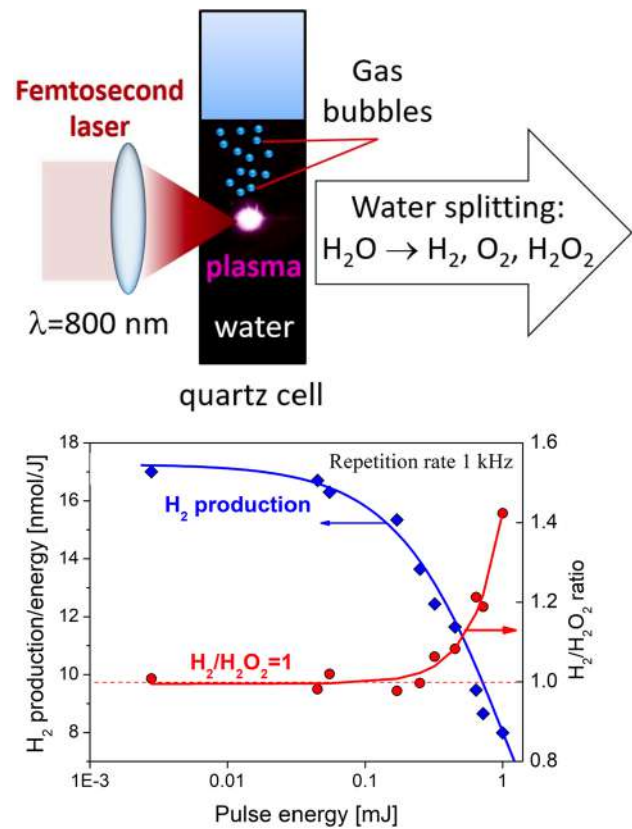 Femtosecond
laser
Gas
bubbles
Water splitting:
H₂O → H₂, O₂, H₂O₂
plasma
λ=800 nm
water
quartz cell
Repetition rate 1 kHz
H₂ production
H₂/H₂O₂=1
H₂ production/energy [nmol/J]
18
16
14
12
10
8
H₂/H₂O₂ ratio
1.6
1.4
1.2
1.0
0.8
1E-3
0.01
0.1
1
Pulse energy [mJ]